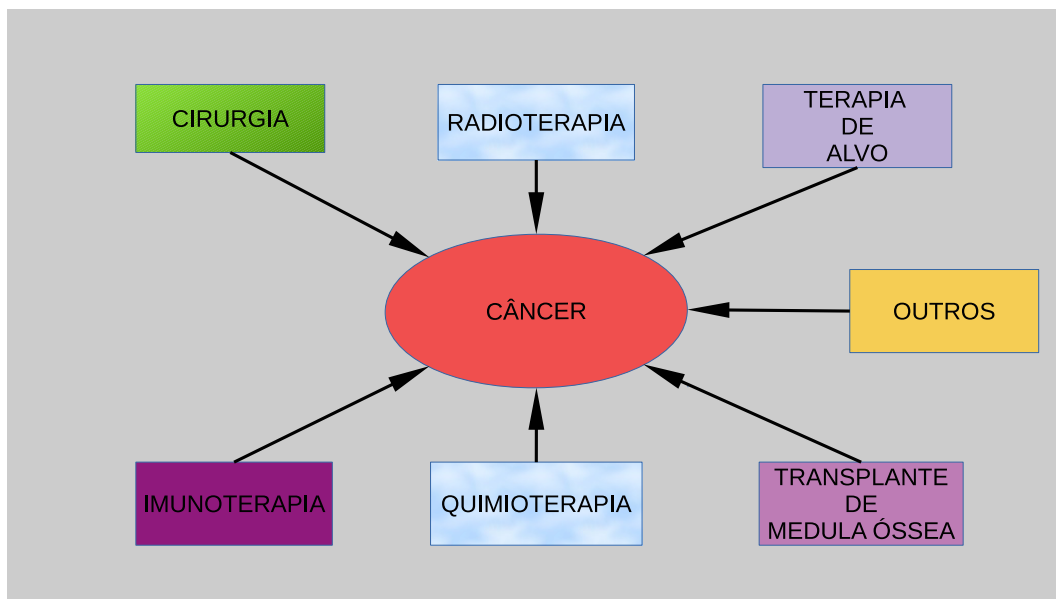 CIRURGIA
RADIOTERAPIA
TERAPIA
DE
ALVO
CÂNCER
OUTROS
IMUNOTERAPIA
QUIMIOTERAPIA
TRANSPLANTE
DE
MEDULA ÓSSEA